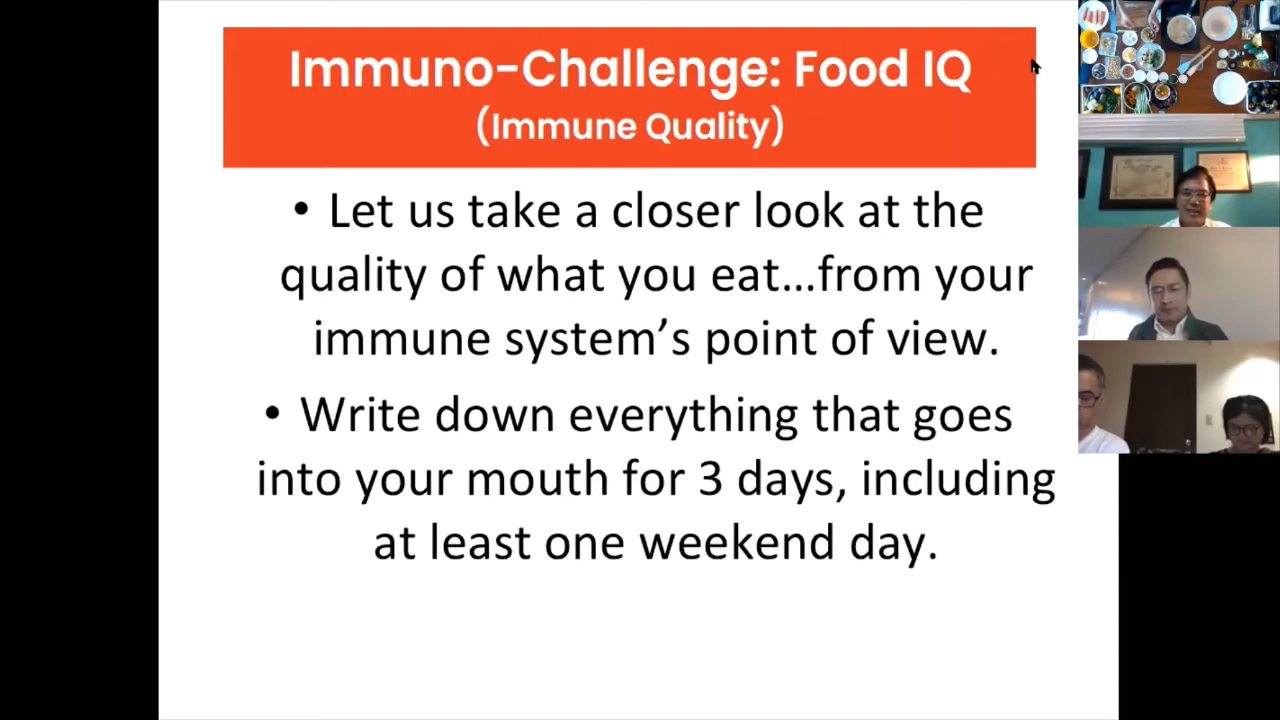 Immuno-Challenge: Food IQ
(Immune Quality)
• Let us take a closer look at the
quality of what you eat...from your
immune system’s point of view.
• Write down everything that goes
into your mouth for 3 days, including
at least one weekend day.